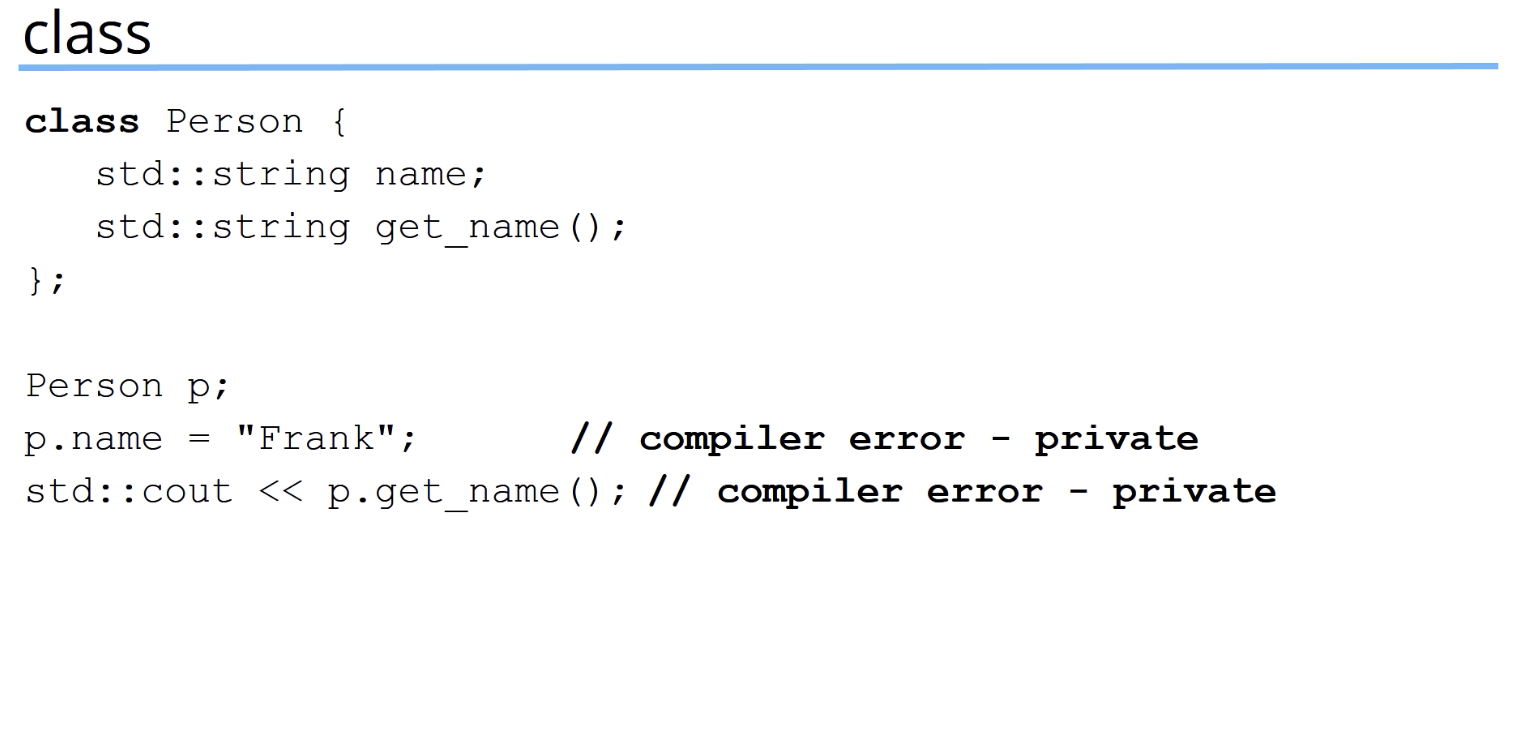 class
class Person {
std::string name;
std::string get_name();
};
Person p;
p.name = "Frank"; // compiler error - private
std::cout << p.get_name(); // compiler error - private